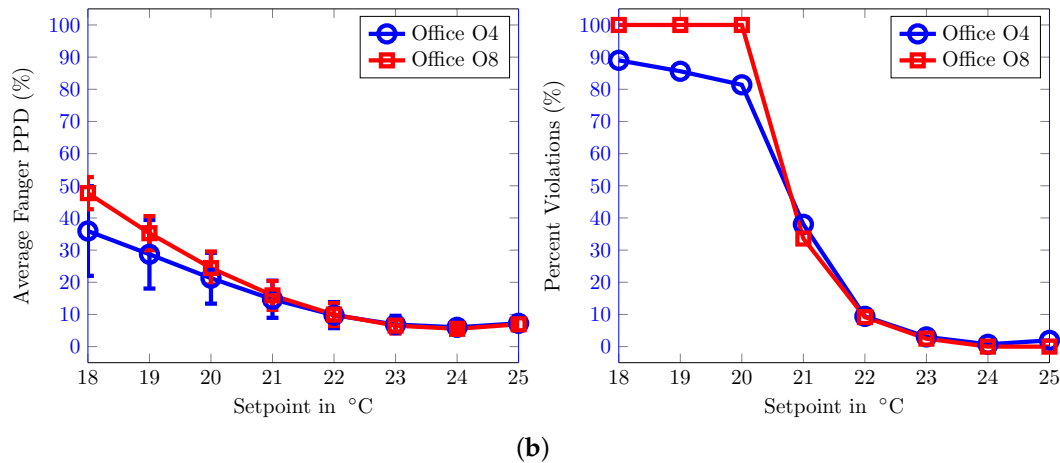 100
90
80
70
60
50
40
30
20
10
0
Average Fanger PPD (%)
Office O4
Office O8
18 19 20 21 22 23 24 25
Setpoint in °C
100
90
80
70
60
50
40
30
20
10
0
Percent Violations (%)
Office O4
Office O8
18 19 20 21 22 23 24 25
Setpoint in °C
(b)